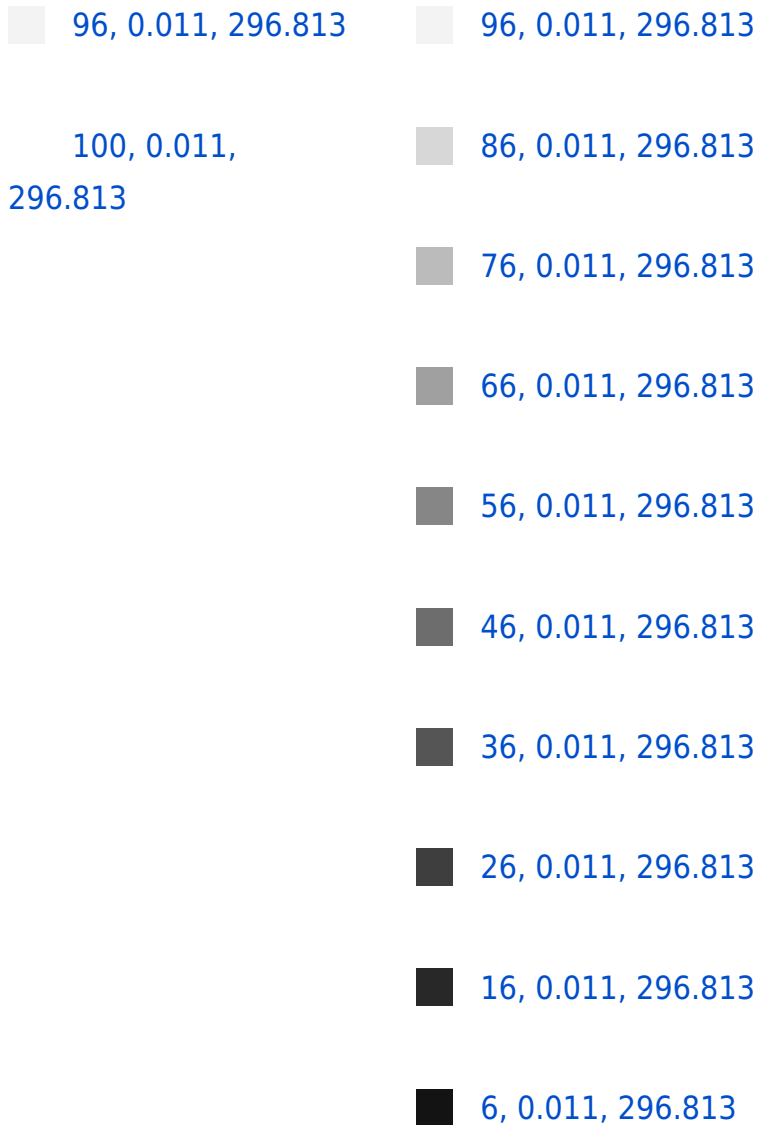 96, 0.011, 296.813
100, 0.011,
296.813
96, 0.011, 296.813
86, 0.011, 296.813
76, 0.011, 296.813
66, 0.011, 296.813
56, 0.011, 296.813
46, 0.011, 296.813
36, 0.011, 296.813
26, 0.011, 296.813
16, 0.011, 296.813
6, 0.011, 296.813